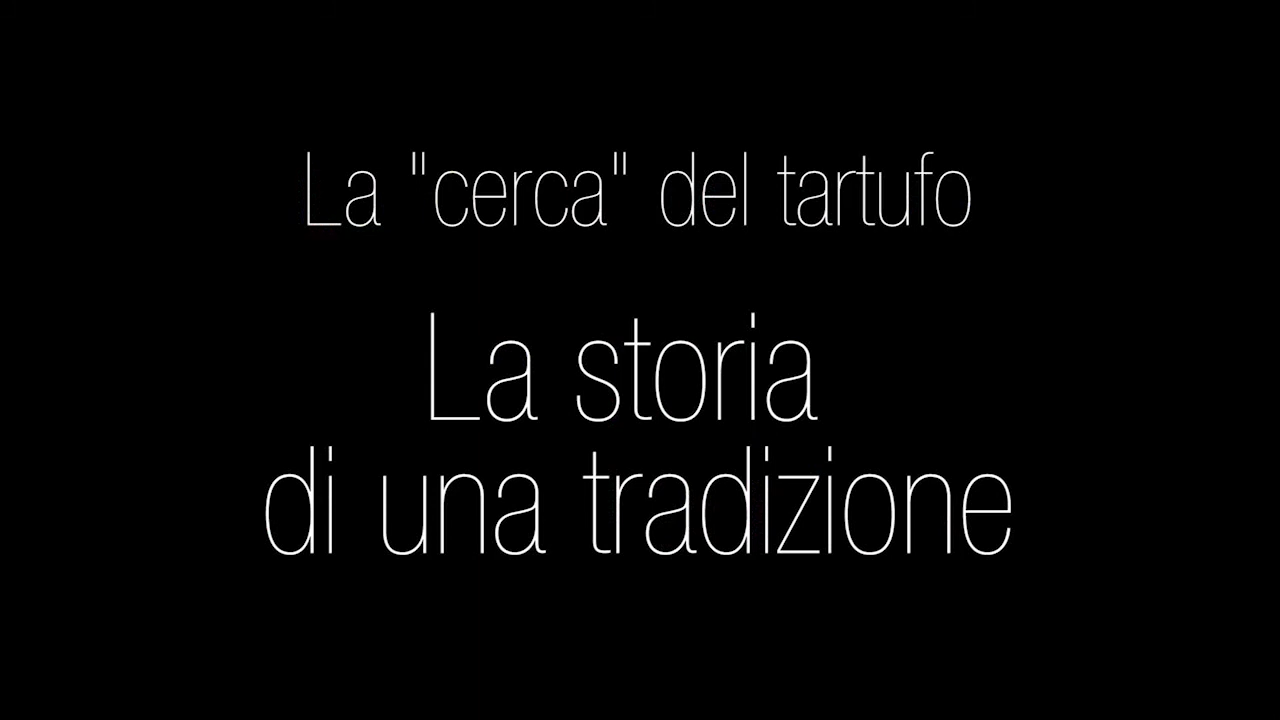 La "cerca" del tartufo
La storia
di una tradizione